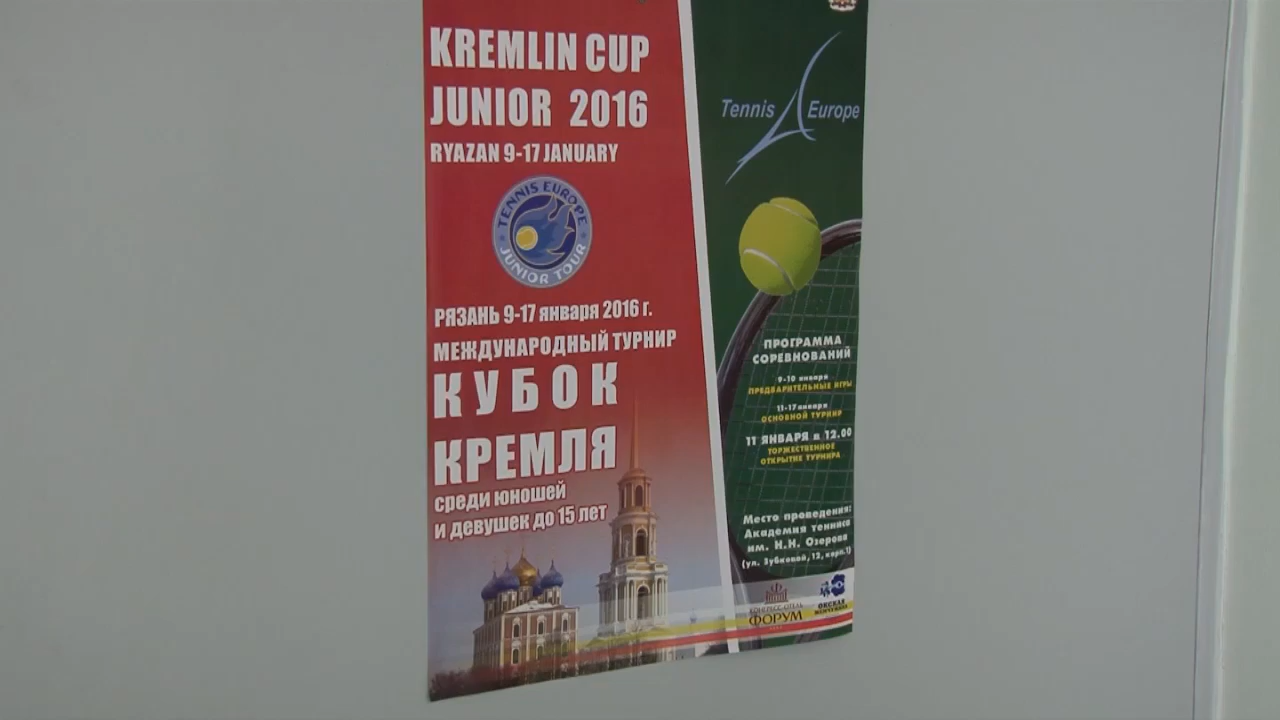 KREMLIN CUP
JUNIOR 2016
RYAZAN 9-17 JANUARY
TENNIS EUROPE
JUNIOR TOUR
РЯЗАНЬ 9-17 января 2016 г.
МЕЖДУНАРОДНЫЙ ТУРНИР
КУБОК
КРЕМЛЯ
среди юношей
и девушек до 15 лет
Tennis Europe
ПРОГРАММА
СОРЕВНОВАНИЙ
9-10 января
ПРЕДВАРИТЕЛЬНЫЕ ИГРЫ
11-17 января
ОСНОВНОЙ ТУРНИР
11 ЯНВАРЯ в 12.00
ТОРЖЕСТВЕННОЕ
ОТКРЫТИЕ ТУРНИРА
Место проведения:
Академия тенниса
им. Н.Н. Озерова
(ул. Зубковой, 12, корп.1)
КОНГРЕСС-ОТЕЛЬ
ФОРУМ
ОКСКАЯ